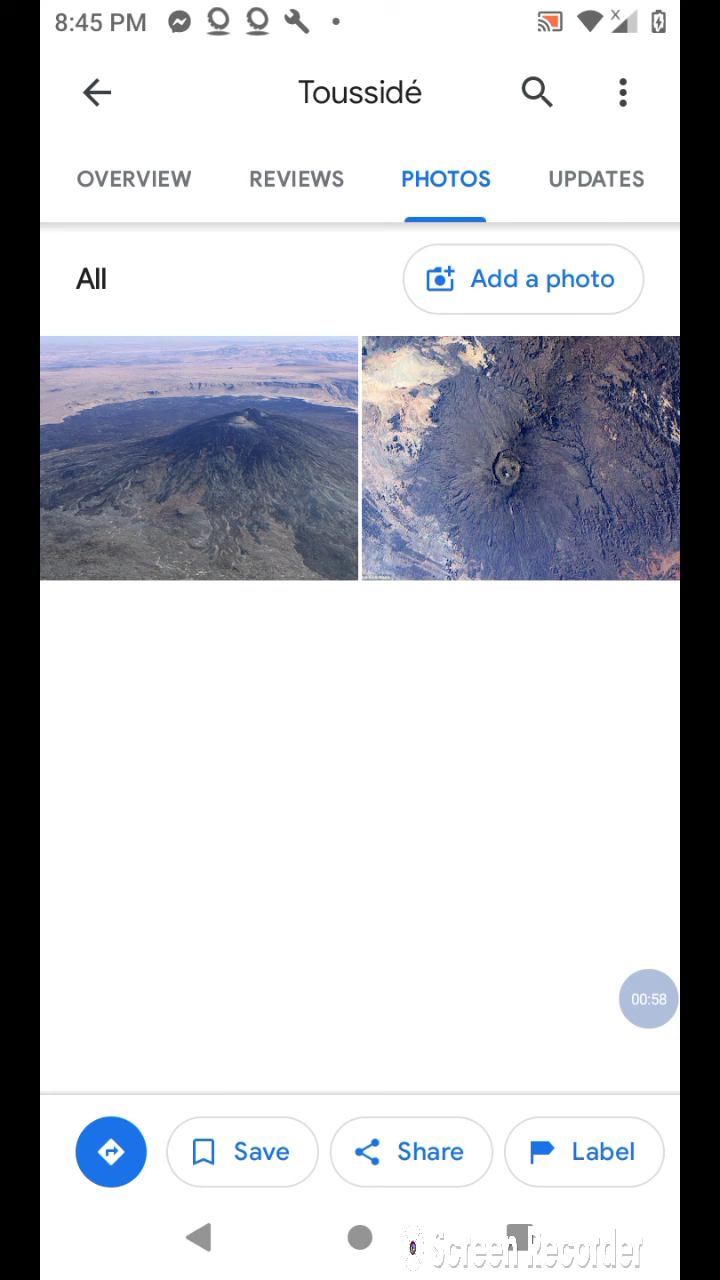 8:45 PM
Toussidé
OVERVIEW REVIEWS PHOTOS UPDATES
All
Add a photo
00:58
Save Share Label
Screen Recorder